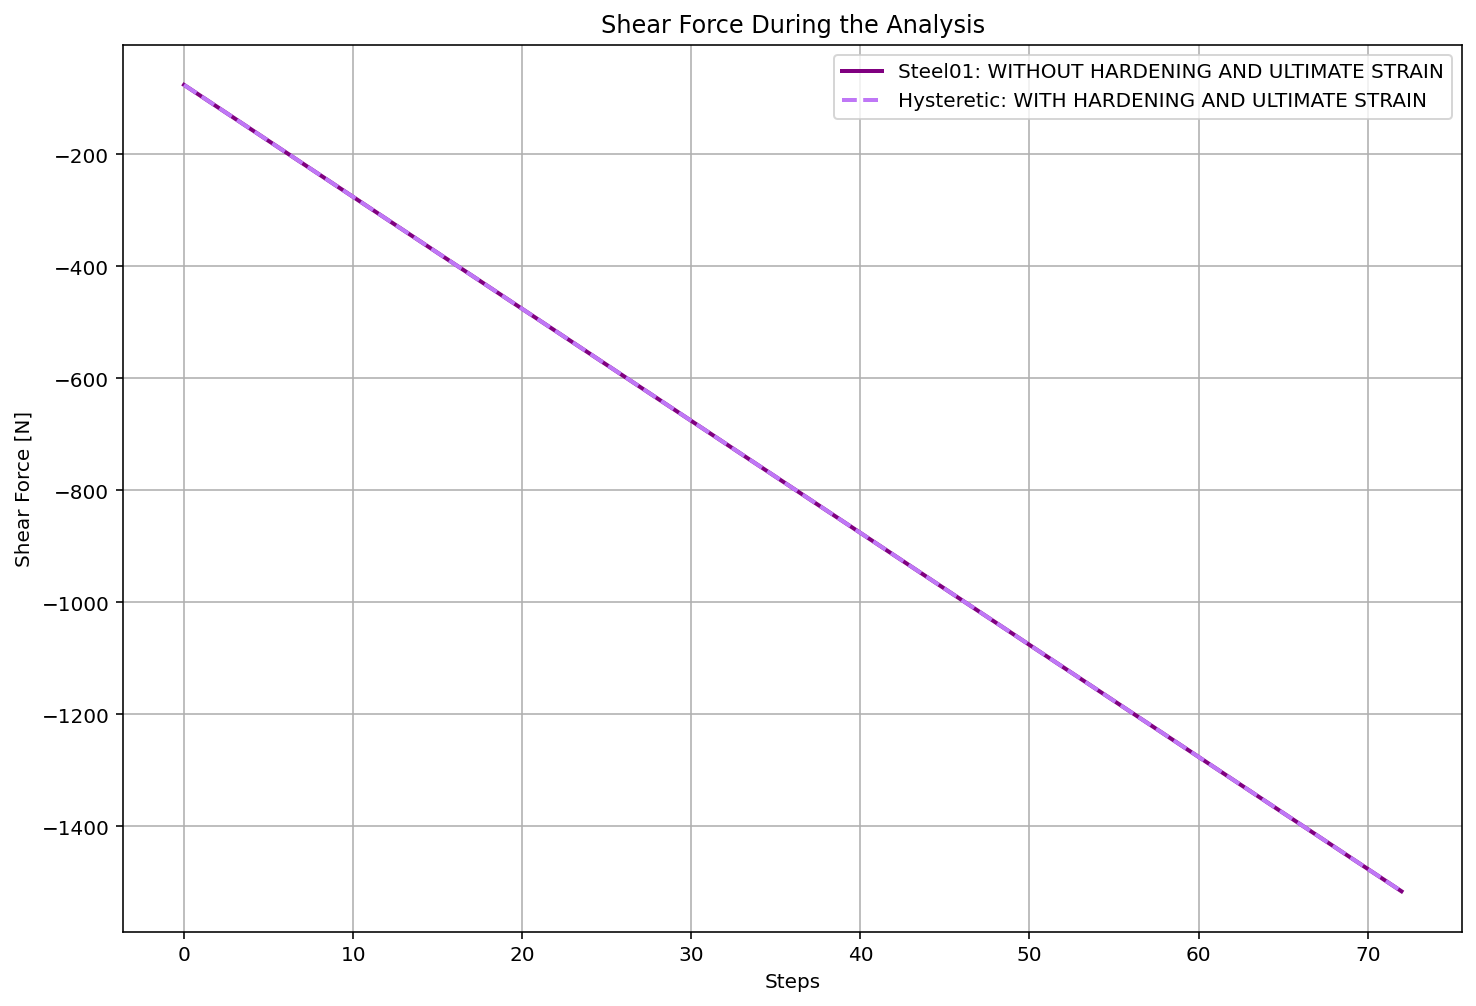 Shear Force During the Analysis
Steel01: WITHOUT HARDENING AND ULTIMATE STRAIN
Hysteretic: WITH HARDENING AND ULTIMATE STRAIN
−200
−400
−600
−800
−1000
−1200
−1400
Shear Force [N]
0 10 20 30 40 50 60 70
Steps